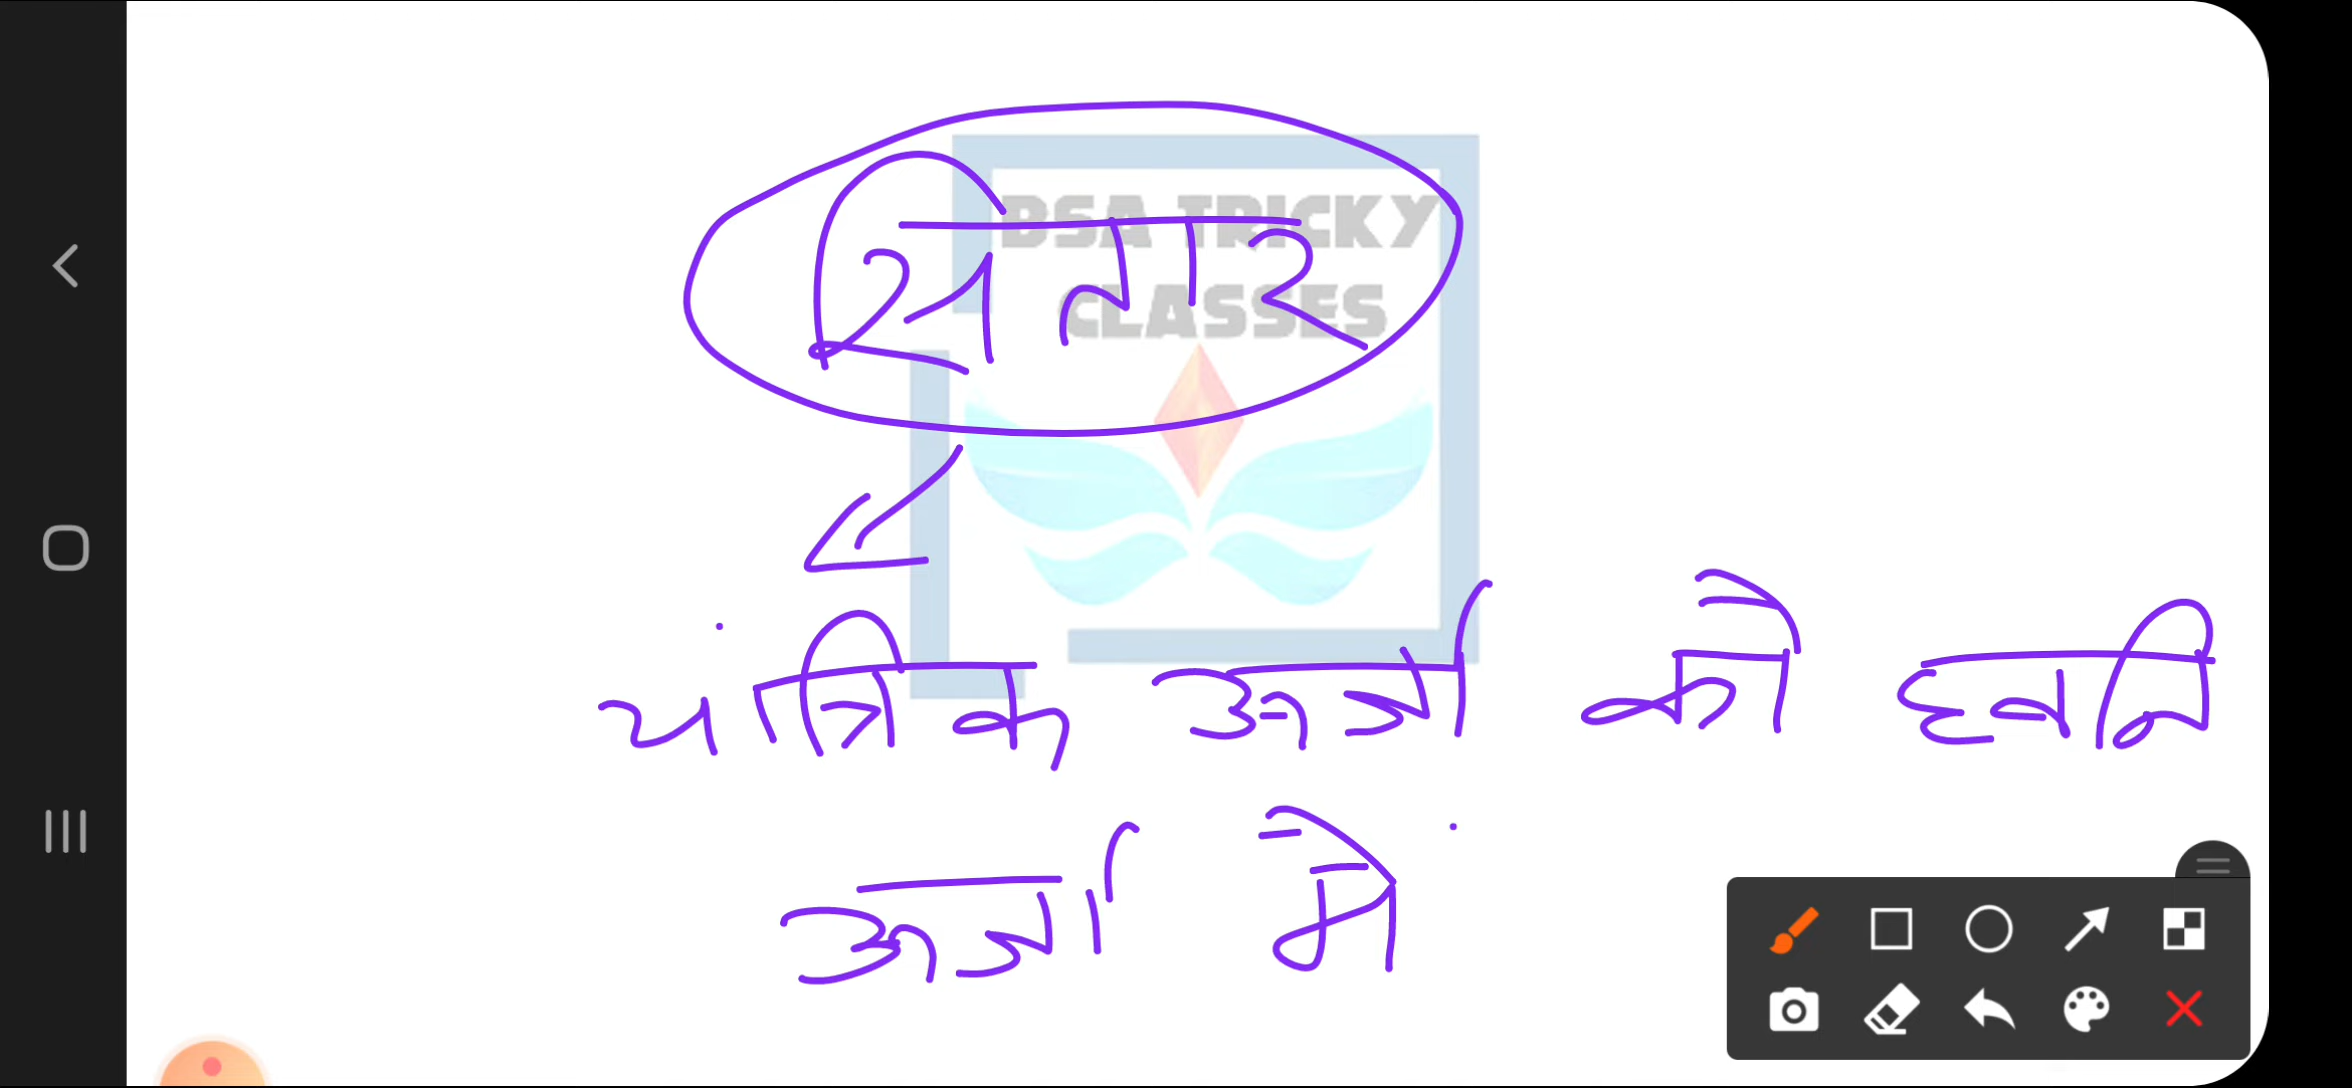 BSA TRICKY
CLASSES
सितार
यांत्रिक ऊर्जा को ध्वनि
ऊर्जा में